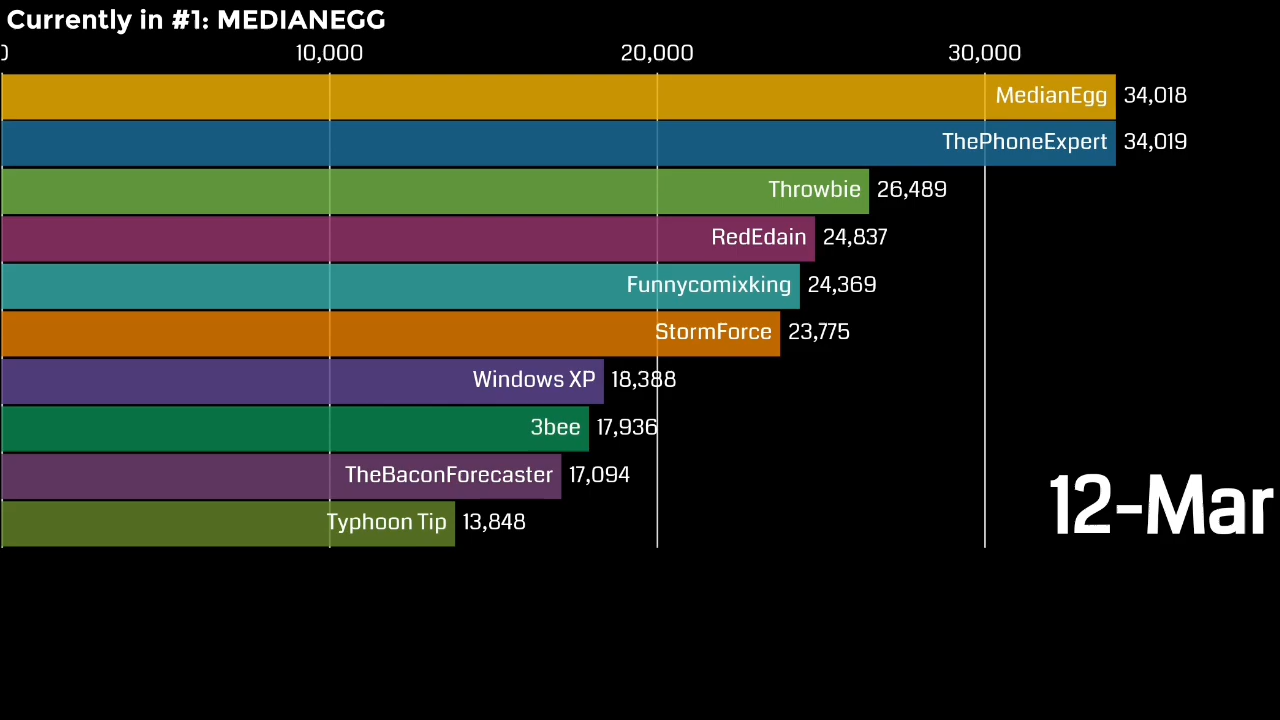 Currently in #1: MEDIANEGG
0 10,000 20,000 30,000
MedianEgg 34,018
ThePhoneExpert 34,019
Throwbie 26,489
RedEdain 24,837
Funnycomixking 24,369
StormForce 23,775
Windows XP 18,388
3bee 17,936
TheBaconForecaster 17,094
Typhoon Tip 13,848
12-Mar